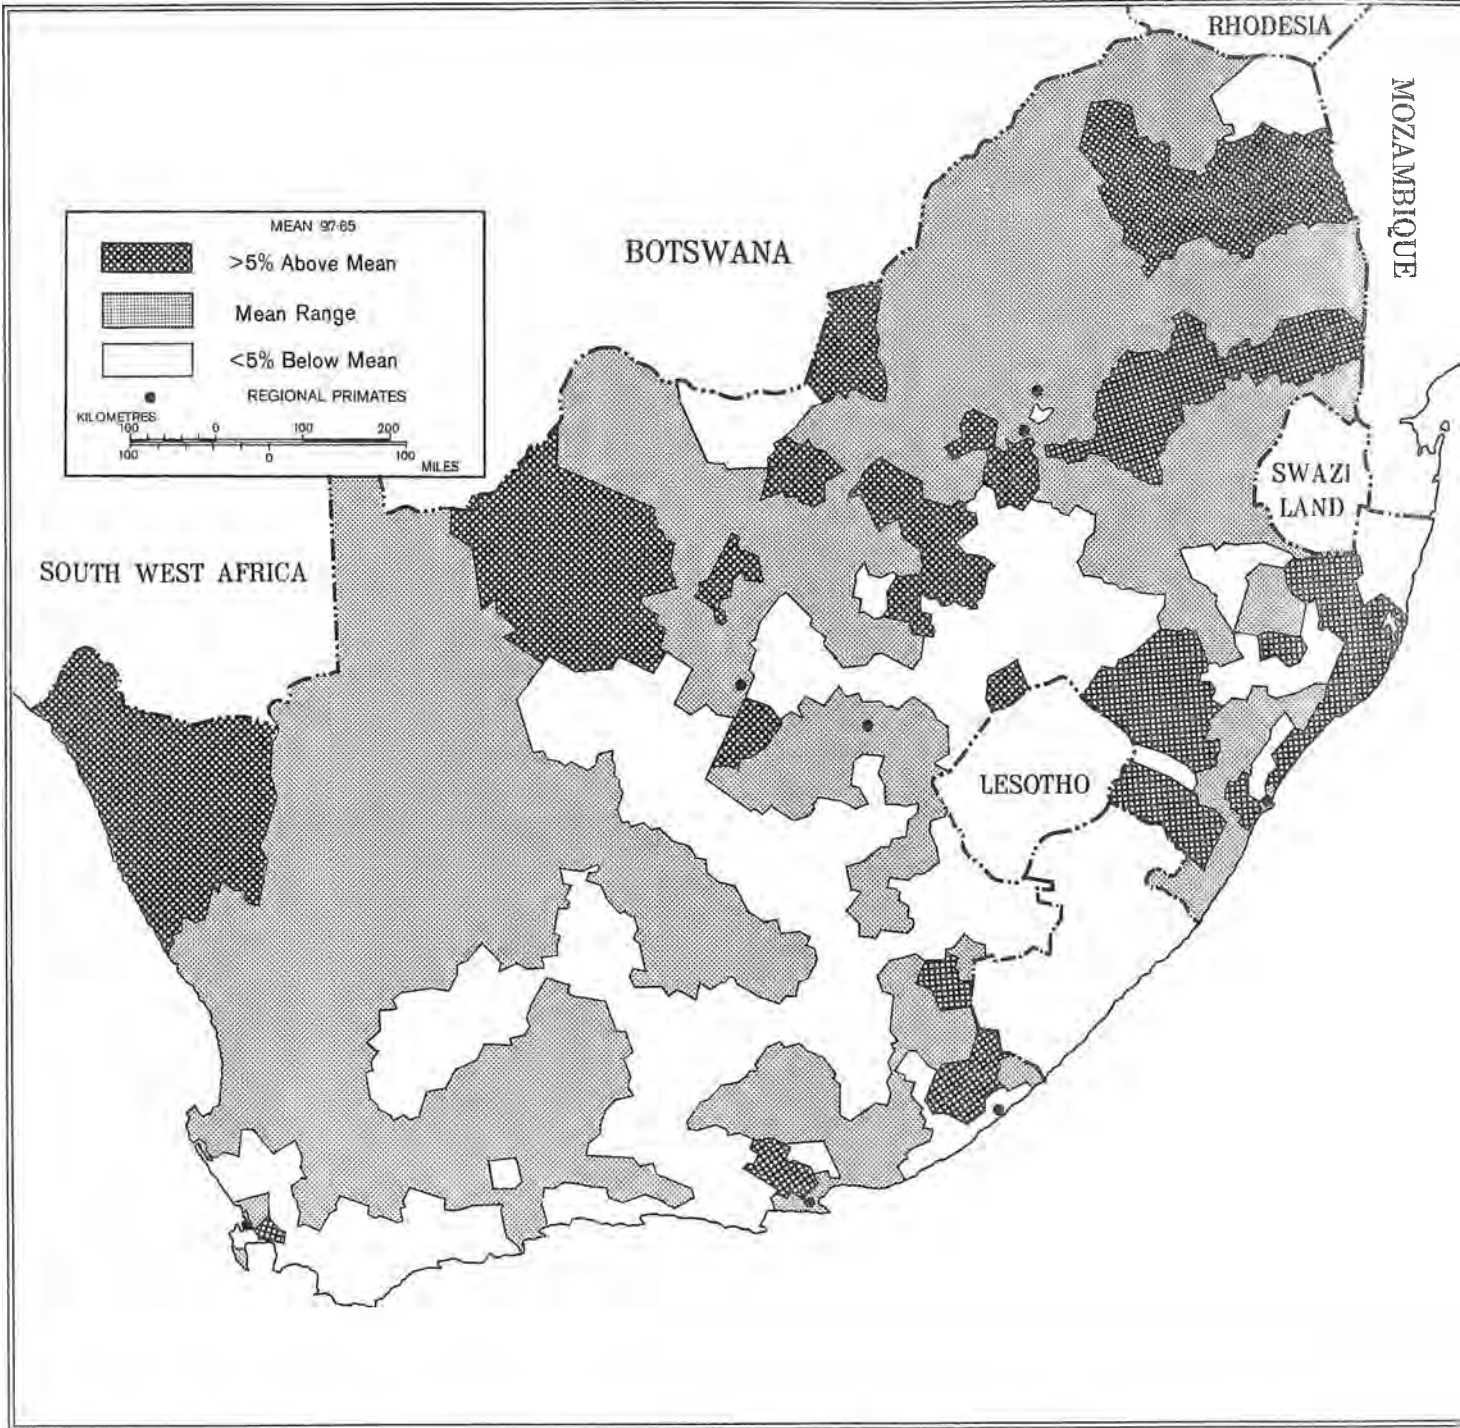 RHODESIA
MOZAMBIQUE
BOTSWANA
MEAN 97·65
>5% Above Mean
Mean Range
<5% Below Mean
REGIONAL PRIMATES
KILOMETRES
100 0 100 200
100 0 100
MILES
SWAZI
LAND
SOUTH WEST AFRICA
LESOTHO